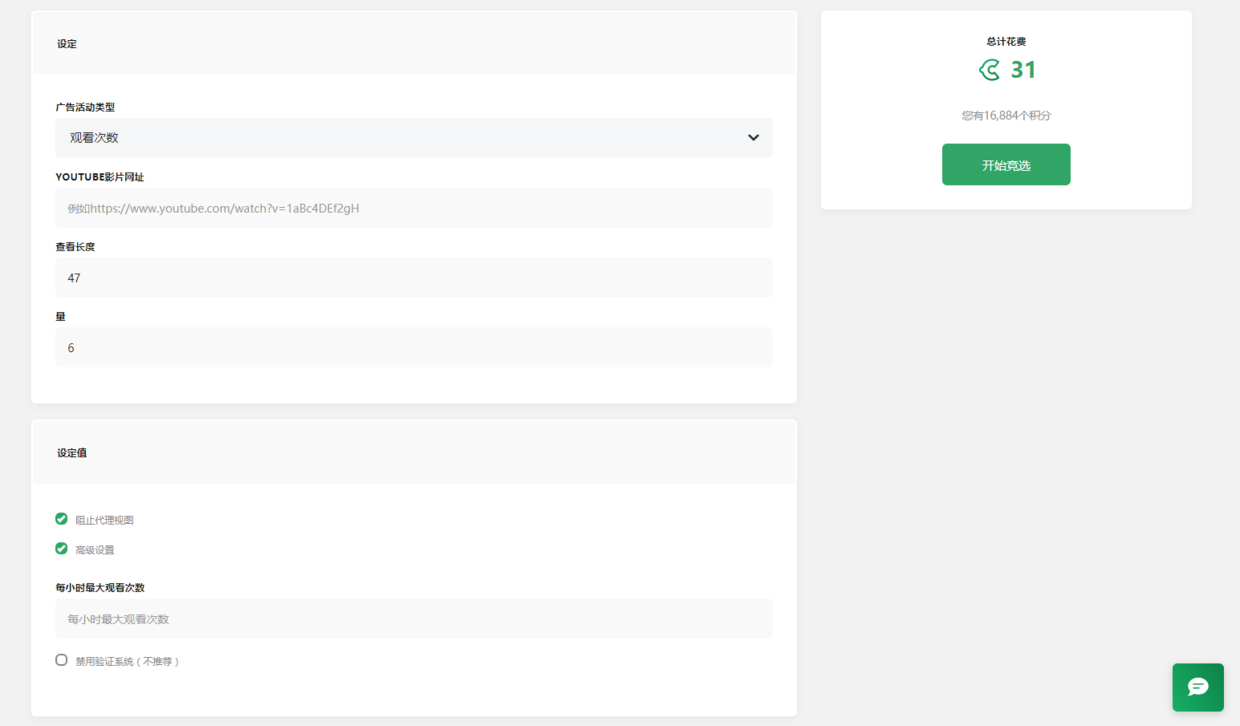 设定
广告活动类型
观看次数
YOUTUBE影片网址
例如https://www.youtube.com/watch?v=1aBc4DEf2gH
查看长度
47
量
6
设定值
阻止代理视图
高级设置
每小时最大观看次数
每小时最大观看次数
禁用验证系统（不推荐）
总计花费
31
您有16,884个积分
开始竞选